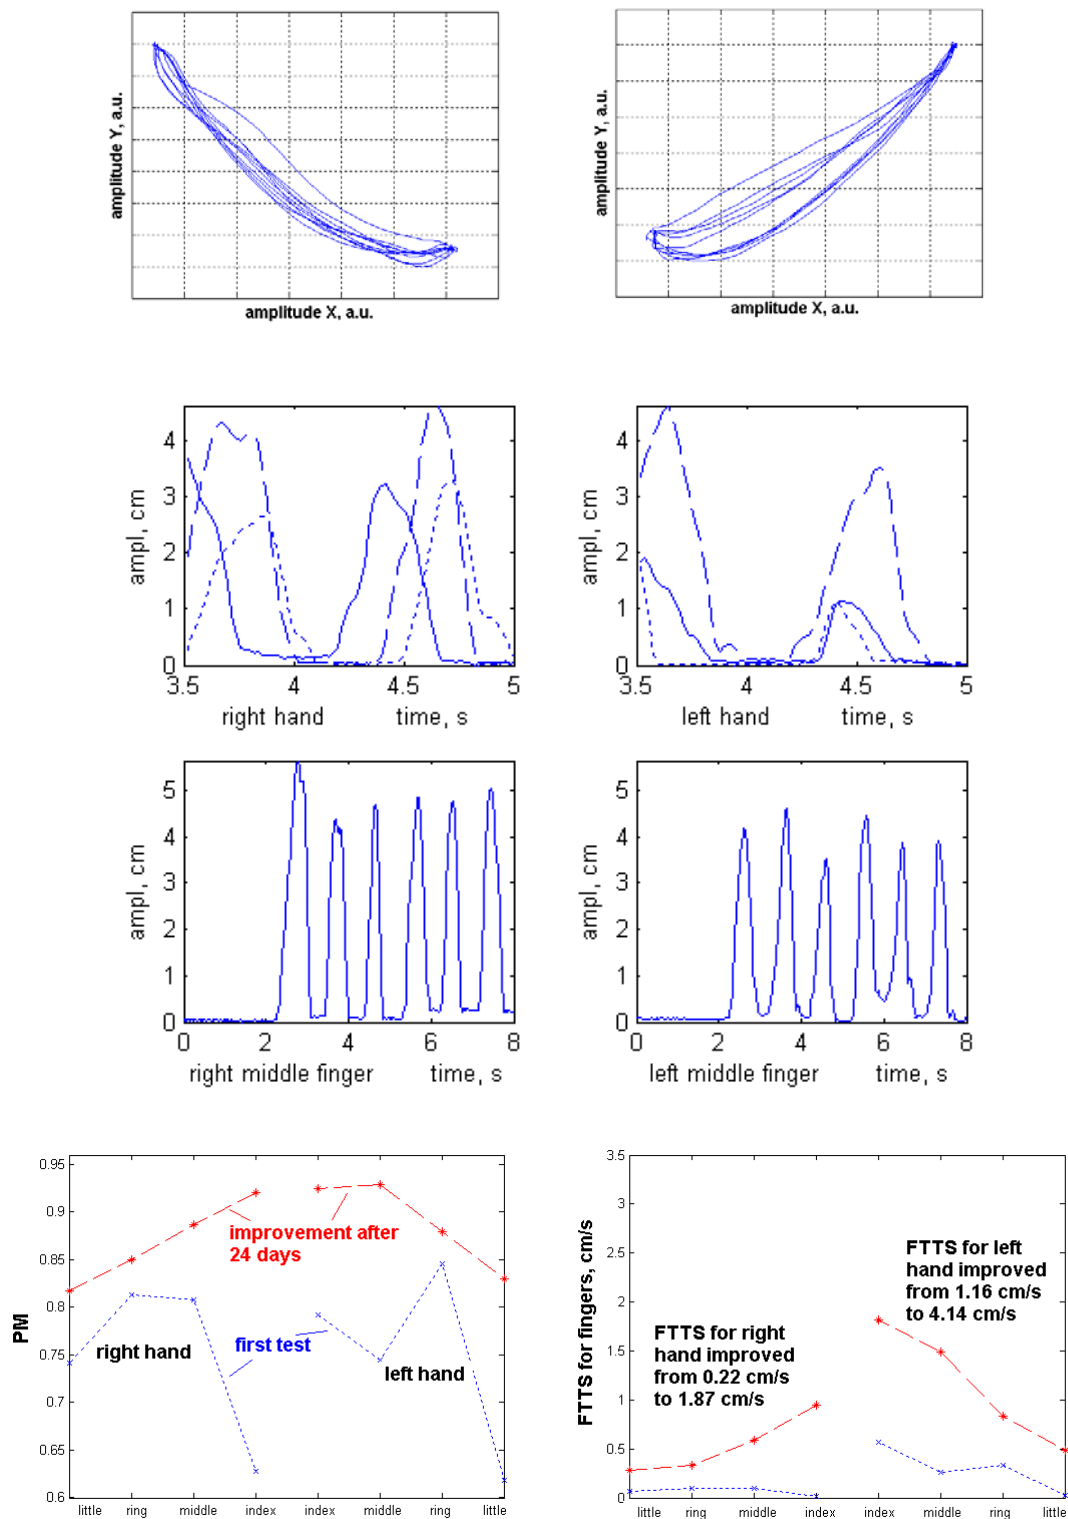 amplitude Y, a.u.
amplitude X, a.u.
amplitude Y, a.u.
amplitude X, a.u.
ampl, cm
4
3
2
1
0
3.5 4 4.5 5
right hand time, s
ampl, cm
4
3
2
1
0
3.5 4 4.5 5
left hand time, s
ampl, cm
5
4
3
2
1
0
0 2 4 6 8
right middle finger time, s
ampl, cm
5
4
3
2
1
0
0 2 4 6 8
left middle finger time, s
PM
0.95
0.9
0.85
0.8
0.75
0.7
0.65
0.6
improvement after
24 days
first test
right hand
left hand
little ring middle index index middle ring little
FTTS for fingers, cm/s
3.5
3
2.5
2
1.5
1
0.5
0
FTTS for right
hand improved
from 0.22 cm/s
to 1.87 cm/s
FTTS for left
hand improved
from 1.16 cm/s
to 4.14 cm/s
little ring middle index index middle ring little